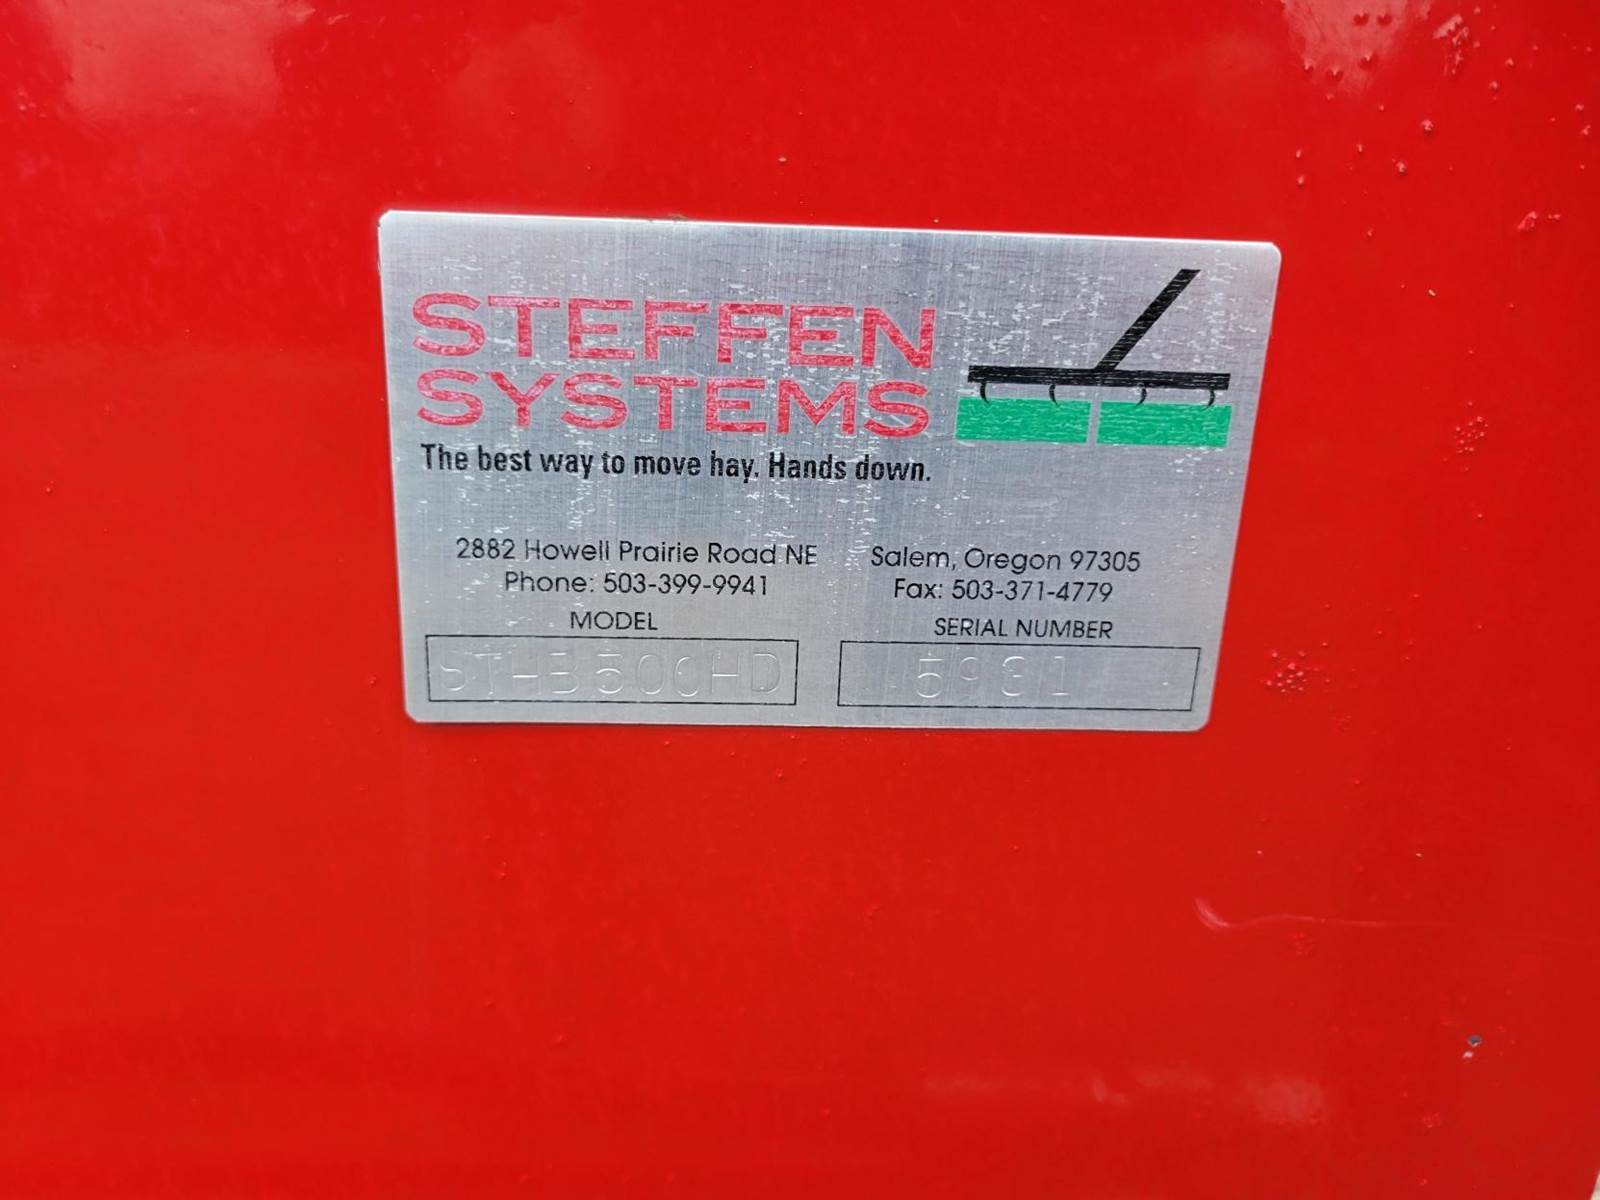 STEFFEN
SYSTEMS
The best way to move hay. Hands down.
2882 Howell Prairie Road NE Salem, Oregon 97305
Phone: 503-399-9941 Fax: 503-371-4779
MODEL SERIAL NUMBER
STHB500HD 5931